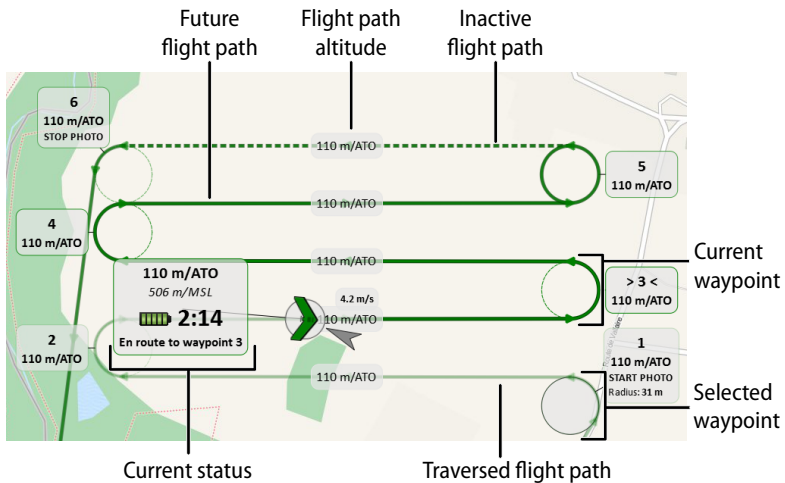 Future
flight path
Flight path
altitude
Inactive
flight path
6
110 m/ATO
STOP PHOTO
110 m/ATO
5
110 m/ATO
110 m/ATO
4
110 m/ATO
110 m/ATO
Current
waypoint
> 3 <
110 m/ATO
110 m/ATO
506 m/MSL
2:14
En route to waypoint 3
4.2 m/s
10 m/ATO
2
110 m/ATO
1
110 m/ATO
START PHOTO
Radius: 31 m
110 m/ATO
Selected
waypoint
Current status
Traversed flight path